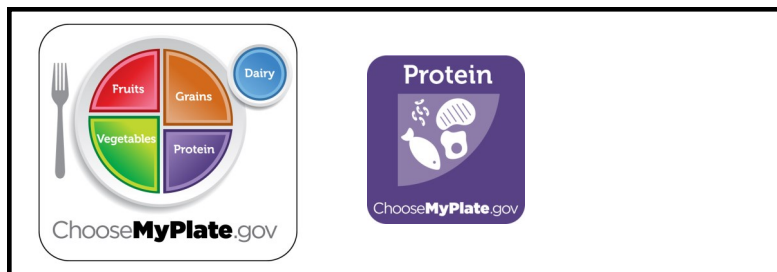 Fruits
Grains
Dairy
Vegetables
Protein
ChooseMyPlate.gov
Protein
ChooseMyPlate.gov